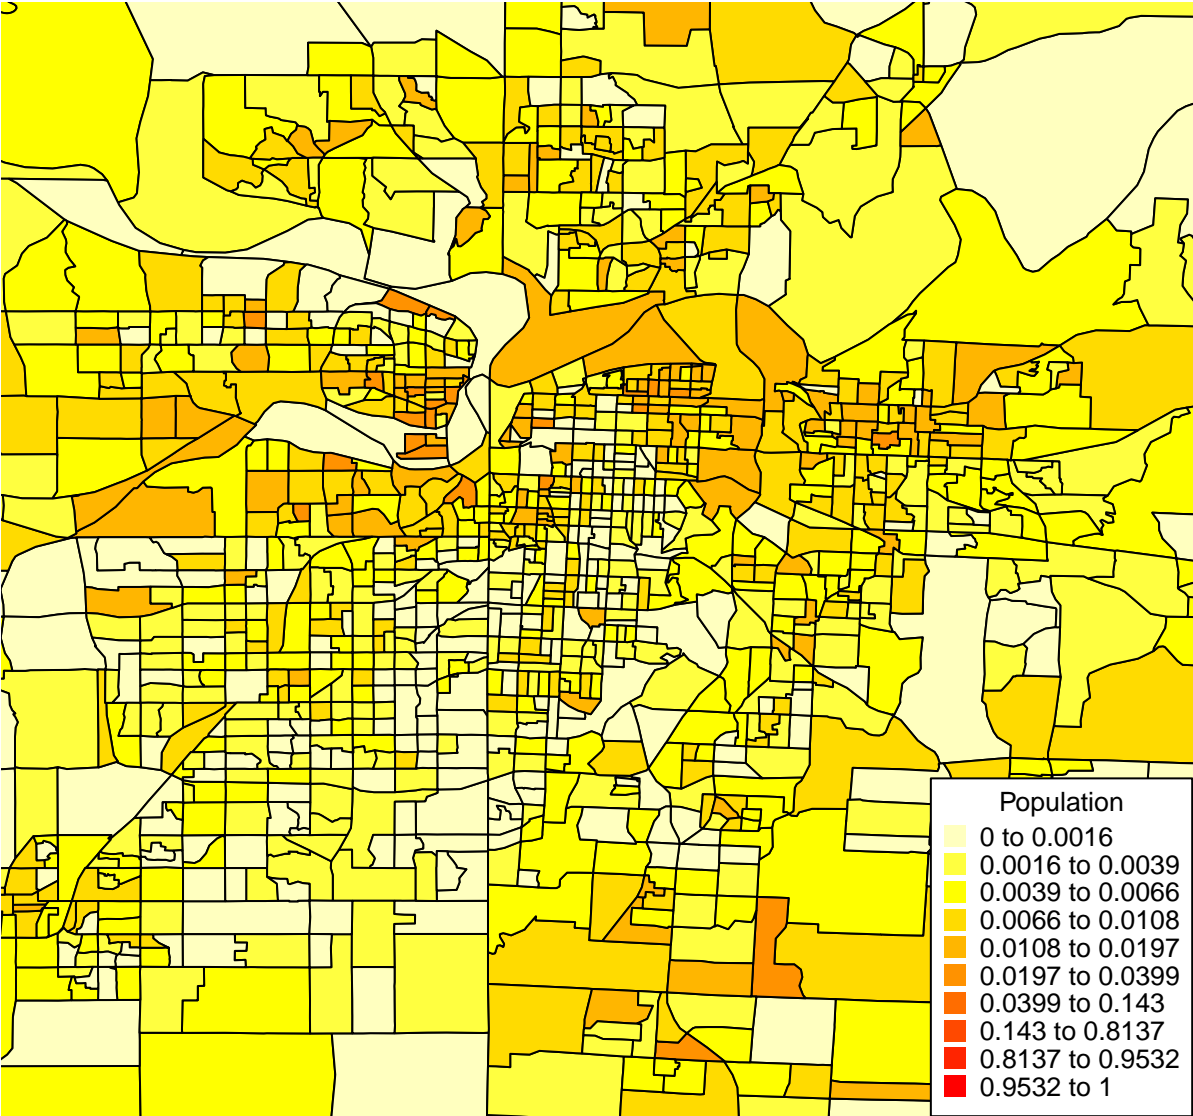 Population
0 to 0.0016
0.0016 to 0.0039
0.0039 to 0.0066
0.0066 to 0.0108
0.0108 to 0.0197
0.0197 to 0.0399
0.0399 to 0.143
0.143 to 0.8137
0.8137 to 0.9532
0.9532 to 1